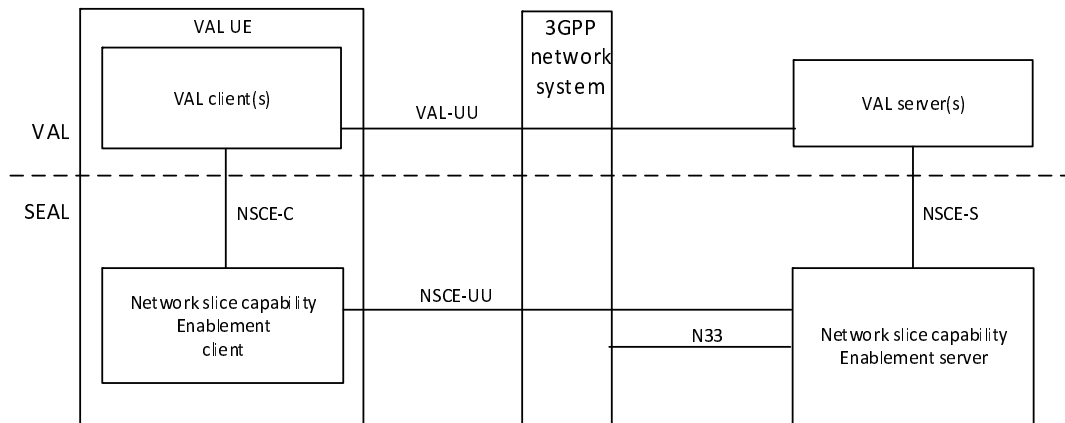 VAL UE
3GPP
network
system
VAL client(s)
VAL server(s)
VAL-UU
VAL
SEAL
NSCE-C
NSCE-S
NSCE-UU
Network slice capability
Enablement
client
N33
Network slice capability
Enablement server